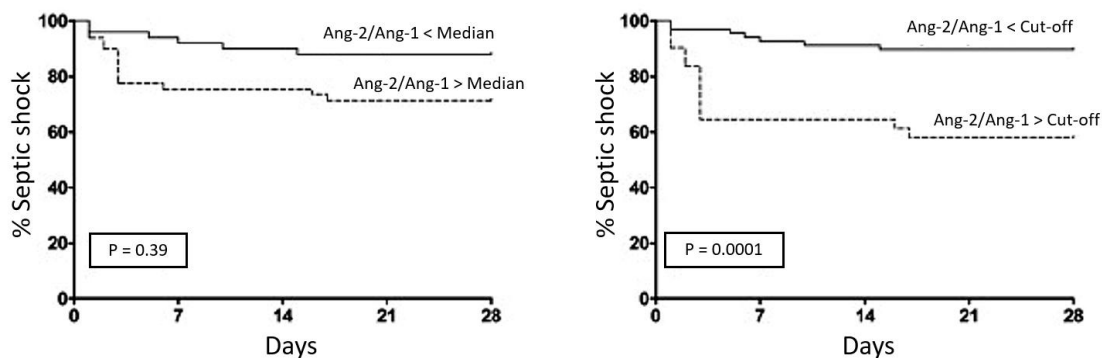 100
80
60
40
20
0
% Septic shock
Ang-2/Ang-1 < Median
Ang-2/Ang-1 > Median
P = 0.39
0 7 14 21 28
Days
100
80
60
40
20
0
% Septic shock
Ang-2/Ang-1 < Cut-off
Ang-2/Ang-1 > Cut-off
P = 0.0001
0 7 14 21 28
Days